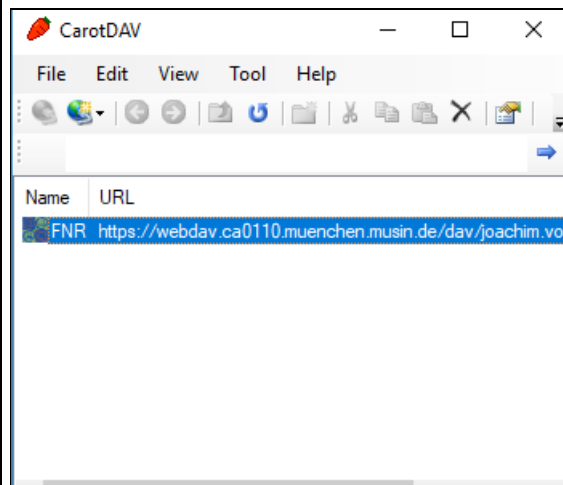 CarotDAV
File Edit View Tool Help
Name URL
FNR https://webdav.ca0110.muenchen.musin.de/dav/joachim.vo